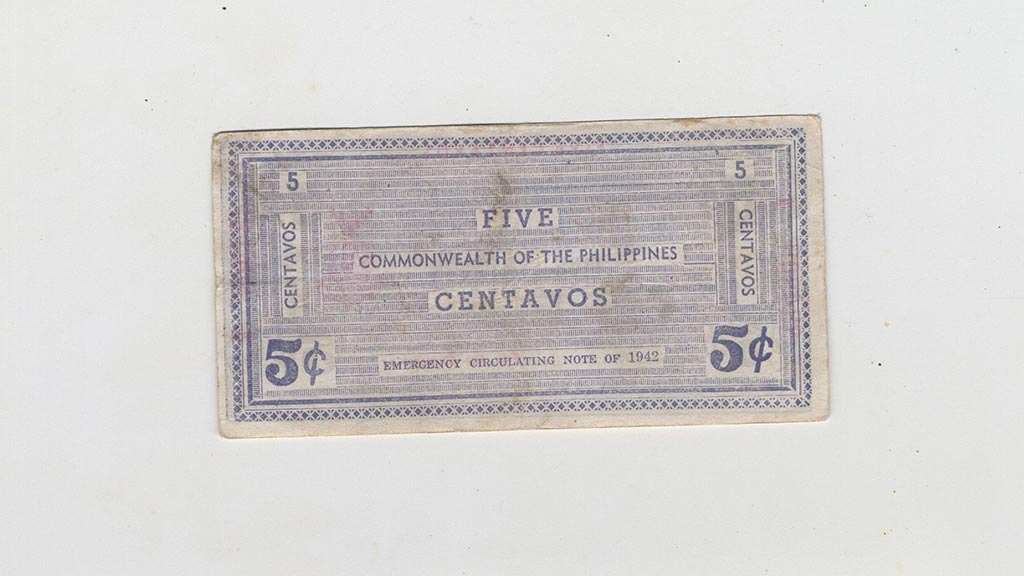 5 5
FIVE
COMMONWEALTH OF THE PHILIPPINES
CENTAVOS
CENTAVOS
CENTAVOS
EMERGENCY CIRCULATING NOTE OF 1942
5¢ 5¢